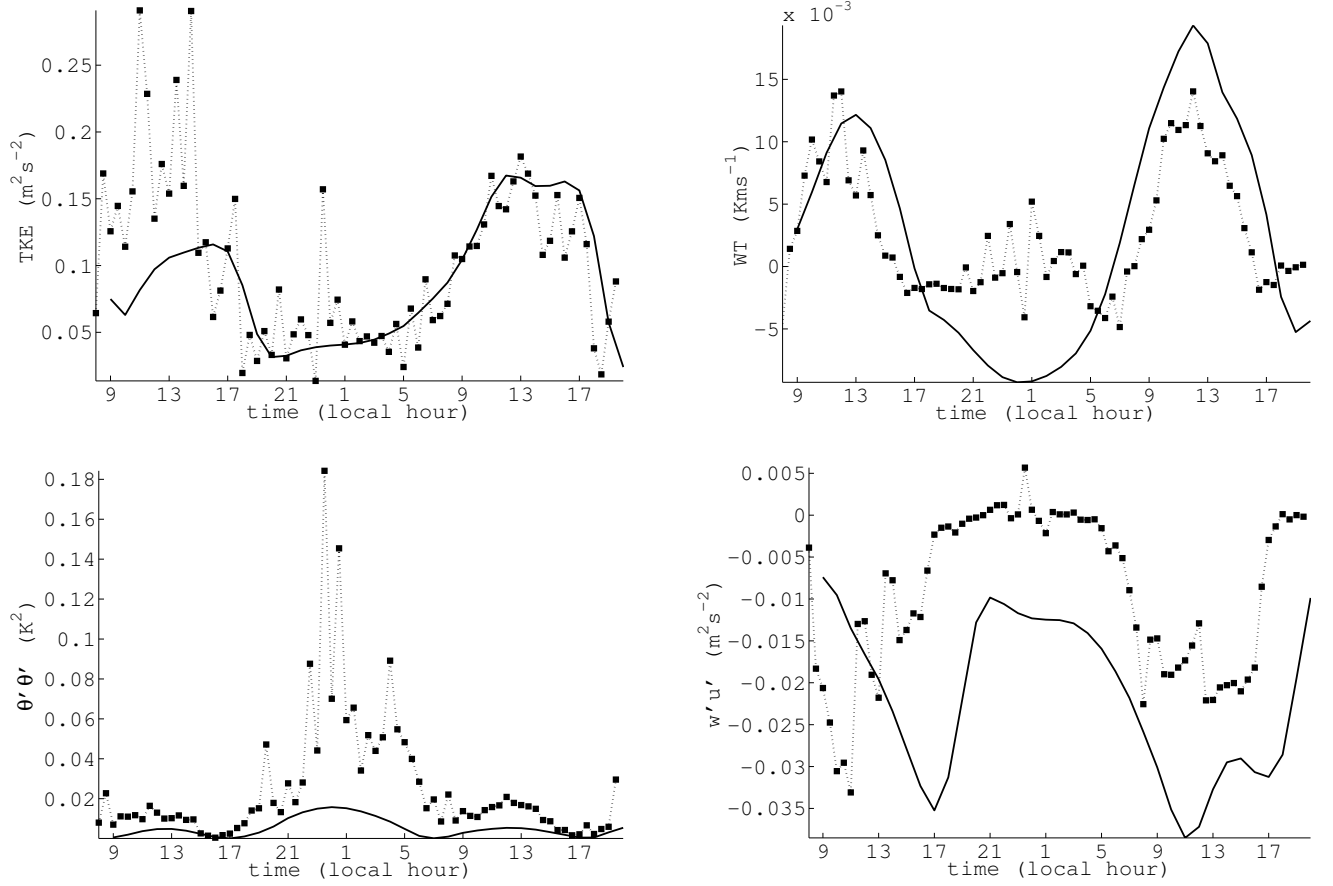 x 10⁻³
0.25
0.2
0.15
0.1
0.05
TKE (m²s⁻²)
9 13 17 21 1 5 9 13 17
time (local hour)
15
10
5
0
−5
WT (Kms⁻¹)
9 13 17 21 1 5 9 13 17
time (local hour)
0.18
0.16
0.14
0.12
0.1
0.08
0.06
0.04
0.02
θ′θ′ (K²)
9 13 17 21 1 5 9 13 17
time (local hour)
0.005
0
−0.005
−0.01
−0.015
−0.02
−0.025
−0.03
−0.035
w′u′ (m²s⁻²)
9 13 17 21 1 5 9 13 17
time (local hour)